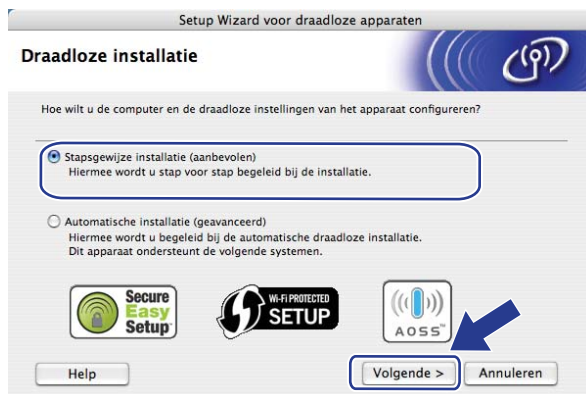 Setup Wizard voor draadloze apparaten
Draadloze installatie
Hoe wilt u de computer en de draadloze instellingen van het apparaat configureren?
Stapsgewijze installatie (aanbevolen)
Hiermee wordt u stap voor stap begeleid bij de installatie.
Automatische installatie (geavanceerd)
Hiermee wordt u begeleid bij de automatische draadloze installatie.
Dit apparaat ondersteunt de volgende systemen.
Secure
Easy
Setup
Wi-Fi PROTECTED
SETUP
AOSS™
Help
Volgende >
Annuleren